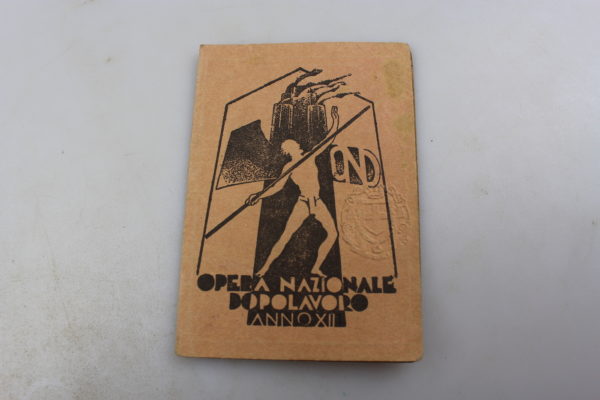 OND
OPERA NAZIONALE
DOPOLAVORO
ANNO XII